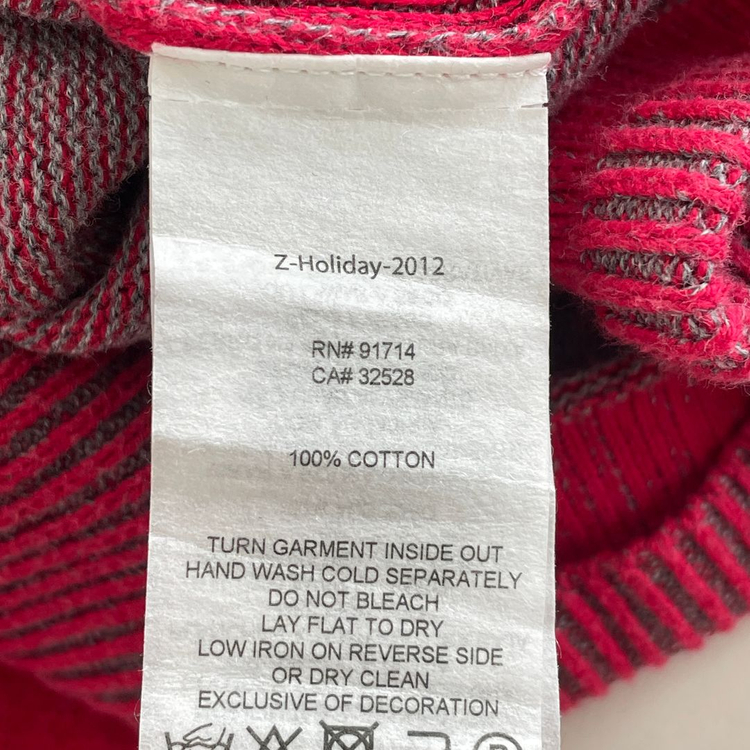 Z-Holiday-2012
RN# 91714
CA# 32528
100% COTTON
TURN GARMENT INSIDE OUT
HAND WASH COLD SEPARATELY
DO NOT BLEACH
LAY FLAT TO DRY
LOW IRON ON REVERSE SIDE
OR DRY CLEAN
EXCLUSIVE OF DECORATION